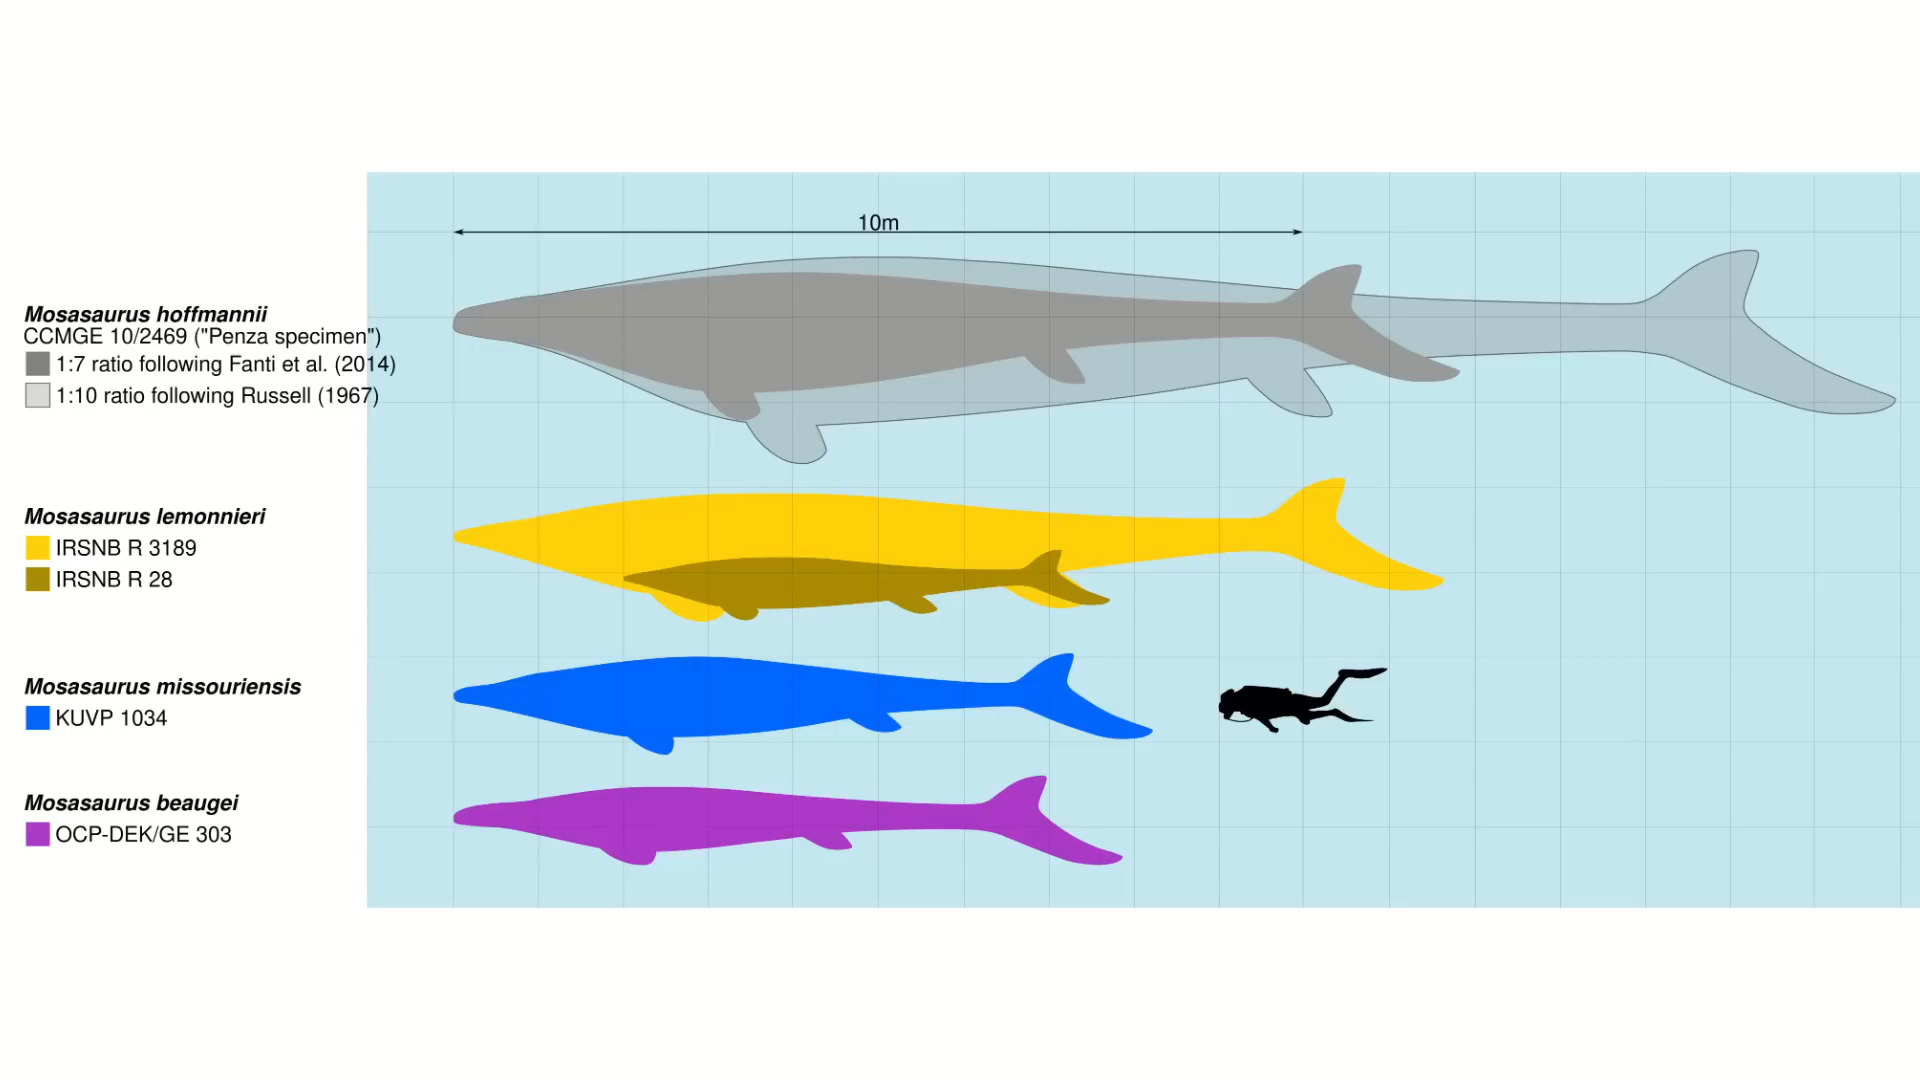 10m
Mosasaurus hoffmannii
CCMGE 10/2469 ("Penza specimen")
1:7 ratio following Fanti et al. (2014)
1:10 ratio following Russell (1967)
Mosasaurus lemonnieri
IRSNB R 3189
IRSNB R 28
Mosasaurus missouriensis
KUVP 1034
Mosasaurus beaugei
OCP-DEK/GE 303